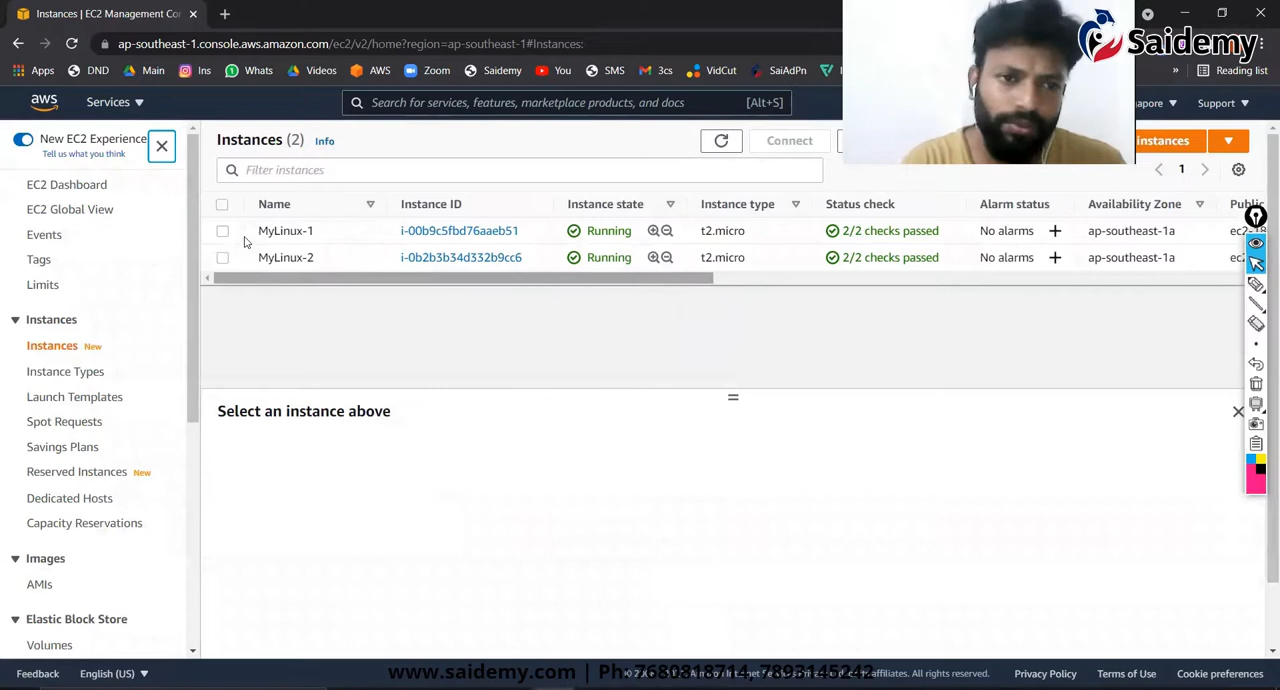 Instances | EC2 Management Cor
ap-southeast-1.console.aws.amazon.com/ec2/v2/home?region=ap-southeast-1#Instances:
Saidemy
Apps DND Main Ins Whats Videos AWS Zoom Saidemy You SMS 3cs VidCut SaiAdPn » Reading list
aws Services Search for services, features, marketplace products, and docs [Alt+S] apore Support
New EC2 Experience
Tell us what you think
EC2 Dashboard
EC2 Global View
Events
Tags
Limits
Instances
Instances New
Instance Types
Launch Templates
Spot Requests
Savings Plans
Reserved Instances New
Dedicated Hosts
Capacity Reservations
Images
AMIs
Elastic Block Store
Volumes
Instances (2) Info Connect nstances
Filter instances 1
Name Instance ID Instance state Instance type Status check Alarm status Availability Zone Public
MyLinux-1 i-00b9c5fbd76aaeb51 Running t2.micro 2/2 checks passed No alarms + ap-southeast-1a
MyLinux-2 i-0b2b3b34d332b9cc6 Running t2.micro 2/2 checks passed No alarms + ap-southeast-1a
Select an instance above
Feedback English (US) Privacy Policy Terms of Use Cookie preferences
www.saidemy.com | Ph: 7680818714, 7893145242